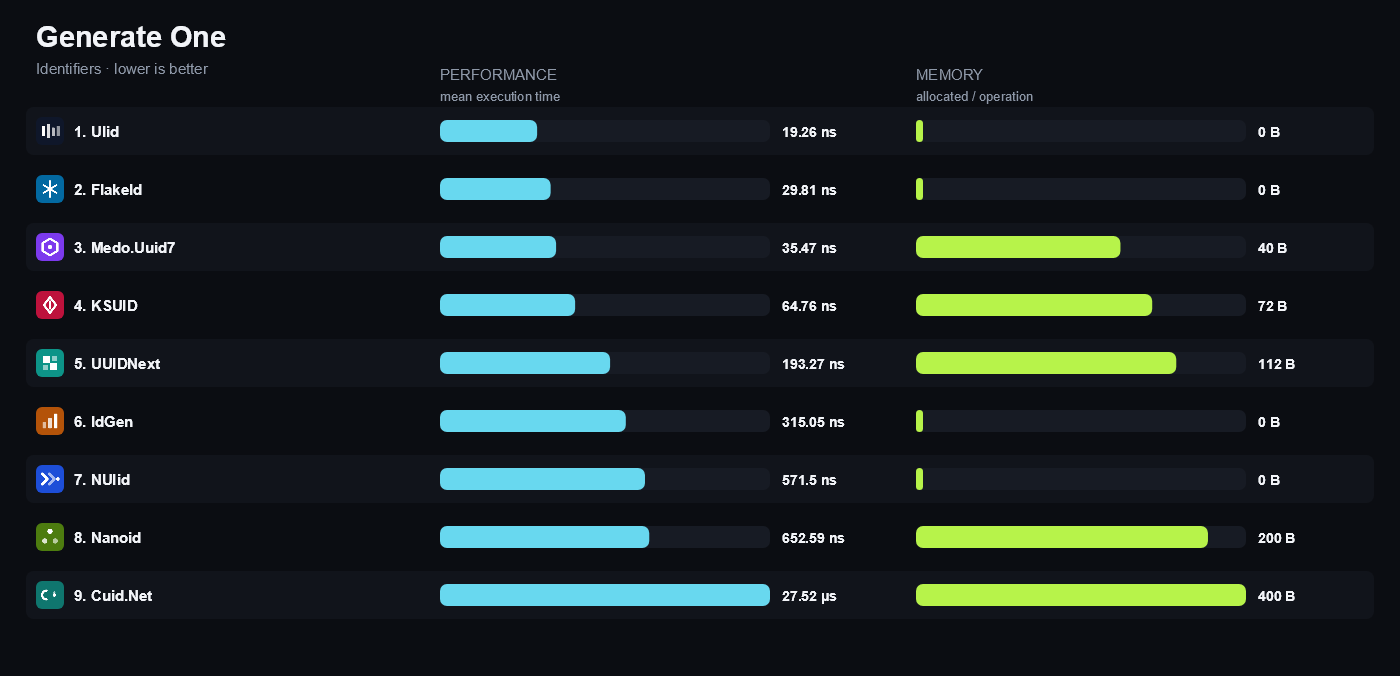 Generate One
Identifiers · lower is better
PERFORMANCE
mean execution time
MEMORY
allocated / operation
1. Ulid 19.26 ns 0 B
2. FlakeId 29.81 ns 0 B
3. Medo.Uuid7 35.47 ns 40 B
4. KSUID 64.76 ns 72 B
5. UUIDNext 193.27 ns 112 B
6. IdGen 315.05 ns 0 B
7. NUlid 571.5 ns 0 B
8. Nanoid 652.59 ns 200 B
9. Cuid.Net 27.52 µs 400 B